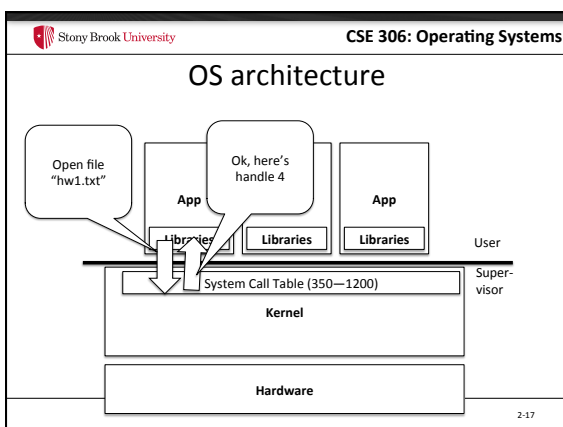 Stony Brook University
CSE 306: Operating Systems
OS architecture
Open file
“hw1.txt”
Ok, here’s
handle 4
App
App
Libraries
Libraries
Libraries
User
Super-
visor
System Call Table (350—1200)
Kernel
Hardware
2-17